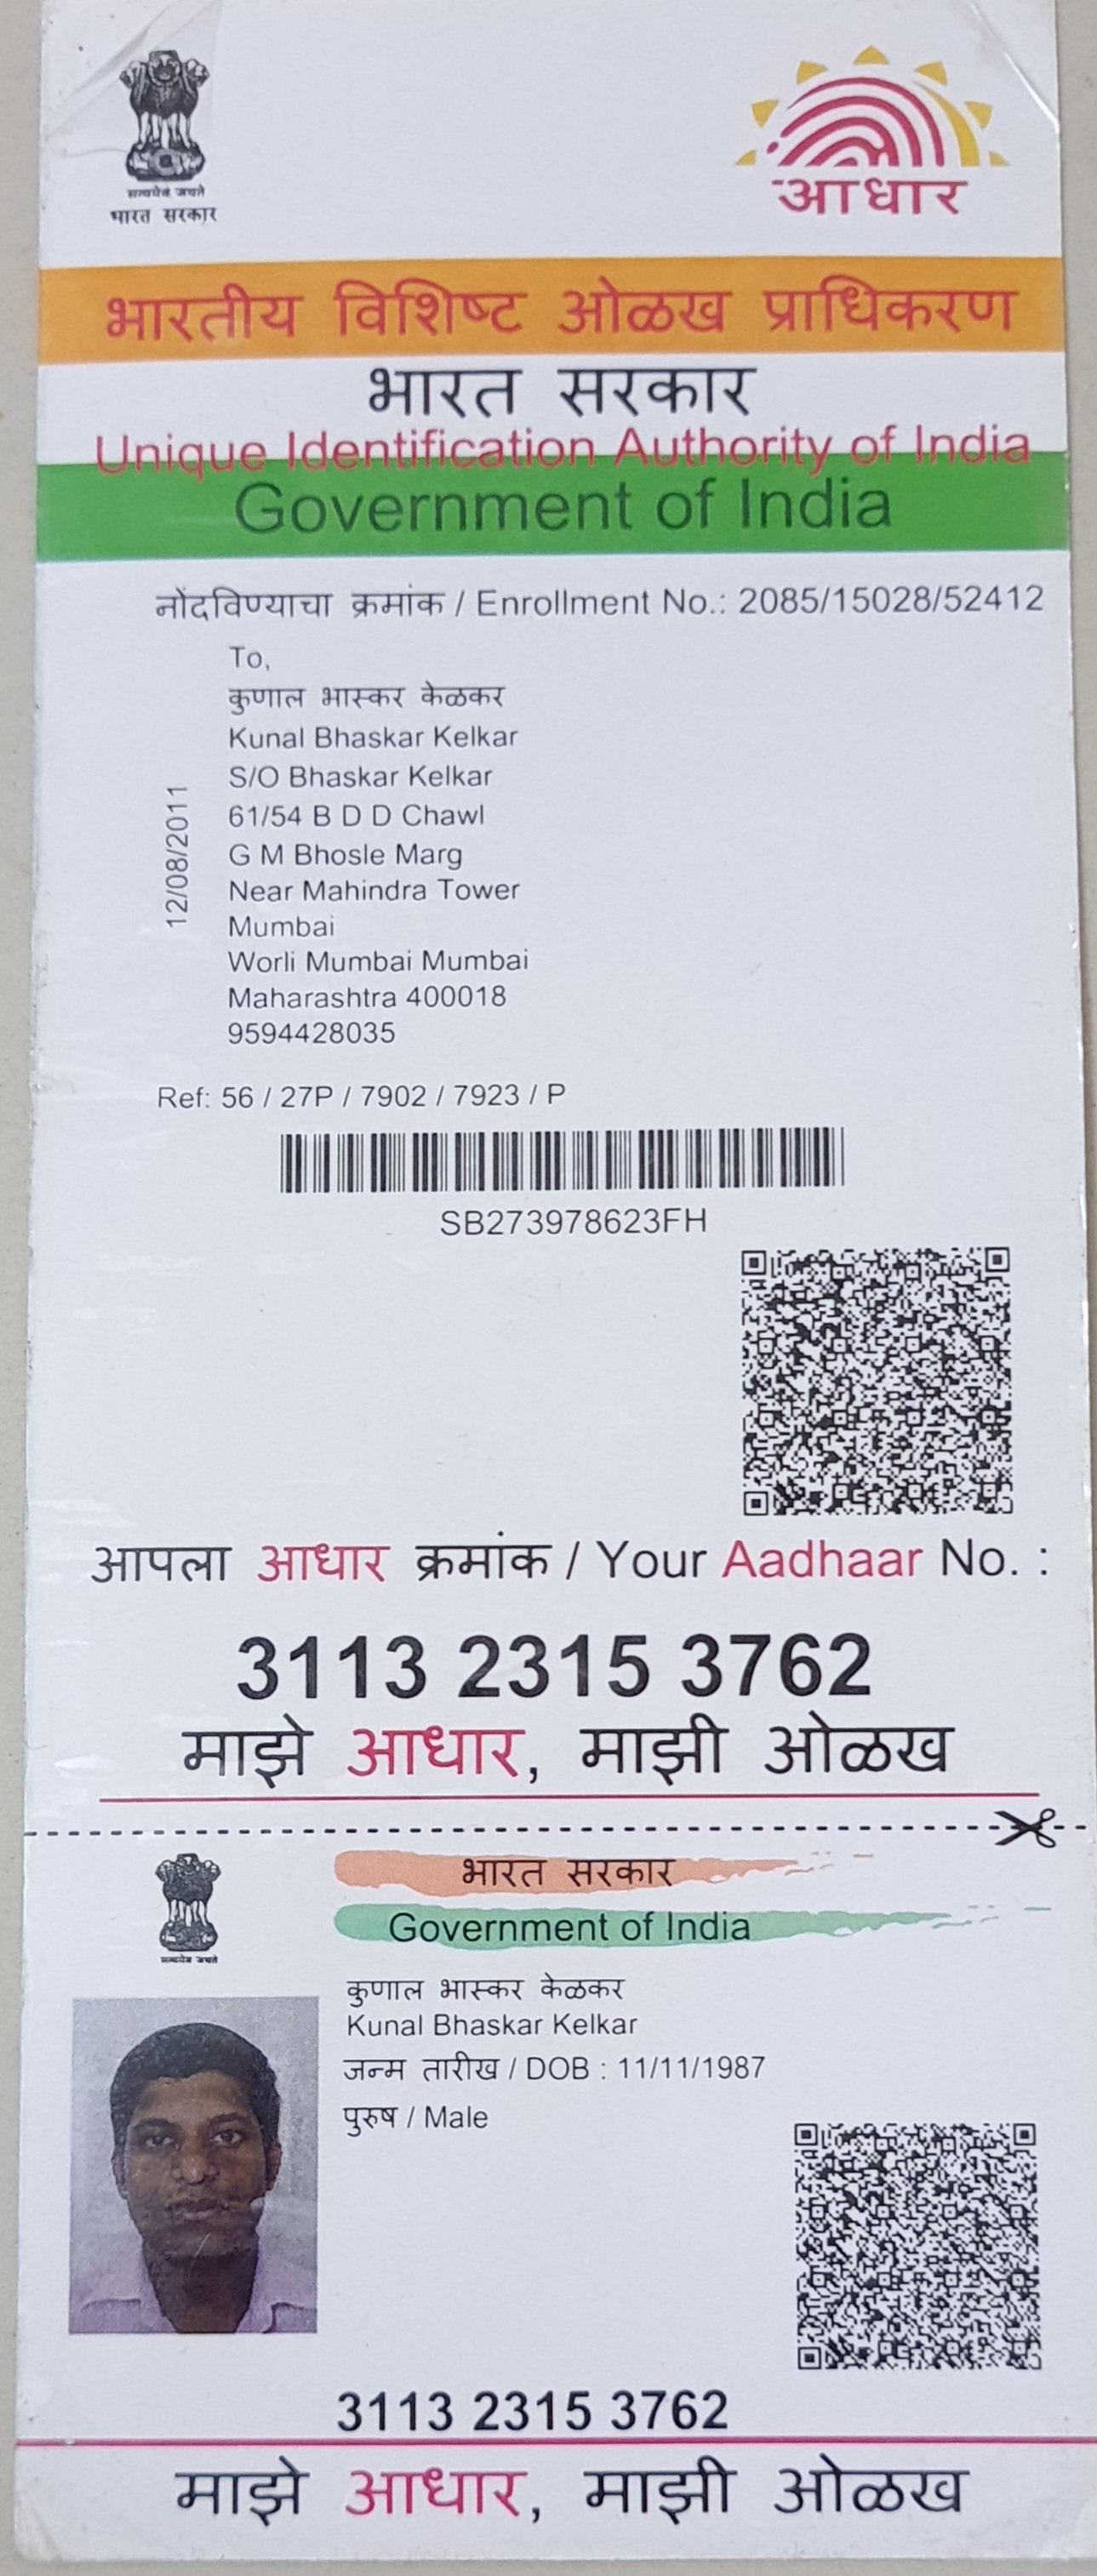 सत्यमेव जयते
भारत सरकार
आधार
भारतीय विशिष्ट ओळख प्राधिकरण
भारत सरकार
Unique Identification Authority of India
Government of India
नोंदविण्याचा क्रमांक / Enrollment No.: 2085/15028/52412
To,
कुणाल भास्कर केळकर
Kunal Bhaskar Kelkar
S/O Bhaskar Kelkar
61/54 B D D Chawl
G M Bhosle Marg
Near Mahindra Tower
Mumbai
Worli Mumbai Mumbai
Maharashtra 400018
9594428035
12/08/2011
Ref: 56 / 27P / 7902 / 7923 / P
SB273978623FH
आपला आधार क्रमांक / Your Aadhaar No. :
3113 2315 3762
माझे आधार, माझी ओळख
भारत सरकार
Government of India
सत्यमेव जयते
कुणाल भास्कर केळकर
Kunal Bhaskar Kelkar
जन्म तारीख / DOB : 11/11/1987
पुरुष / Male
3113 2315 3762
माझे आधार, माझी ओळख